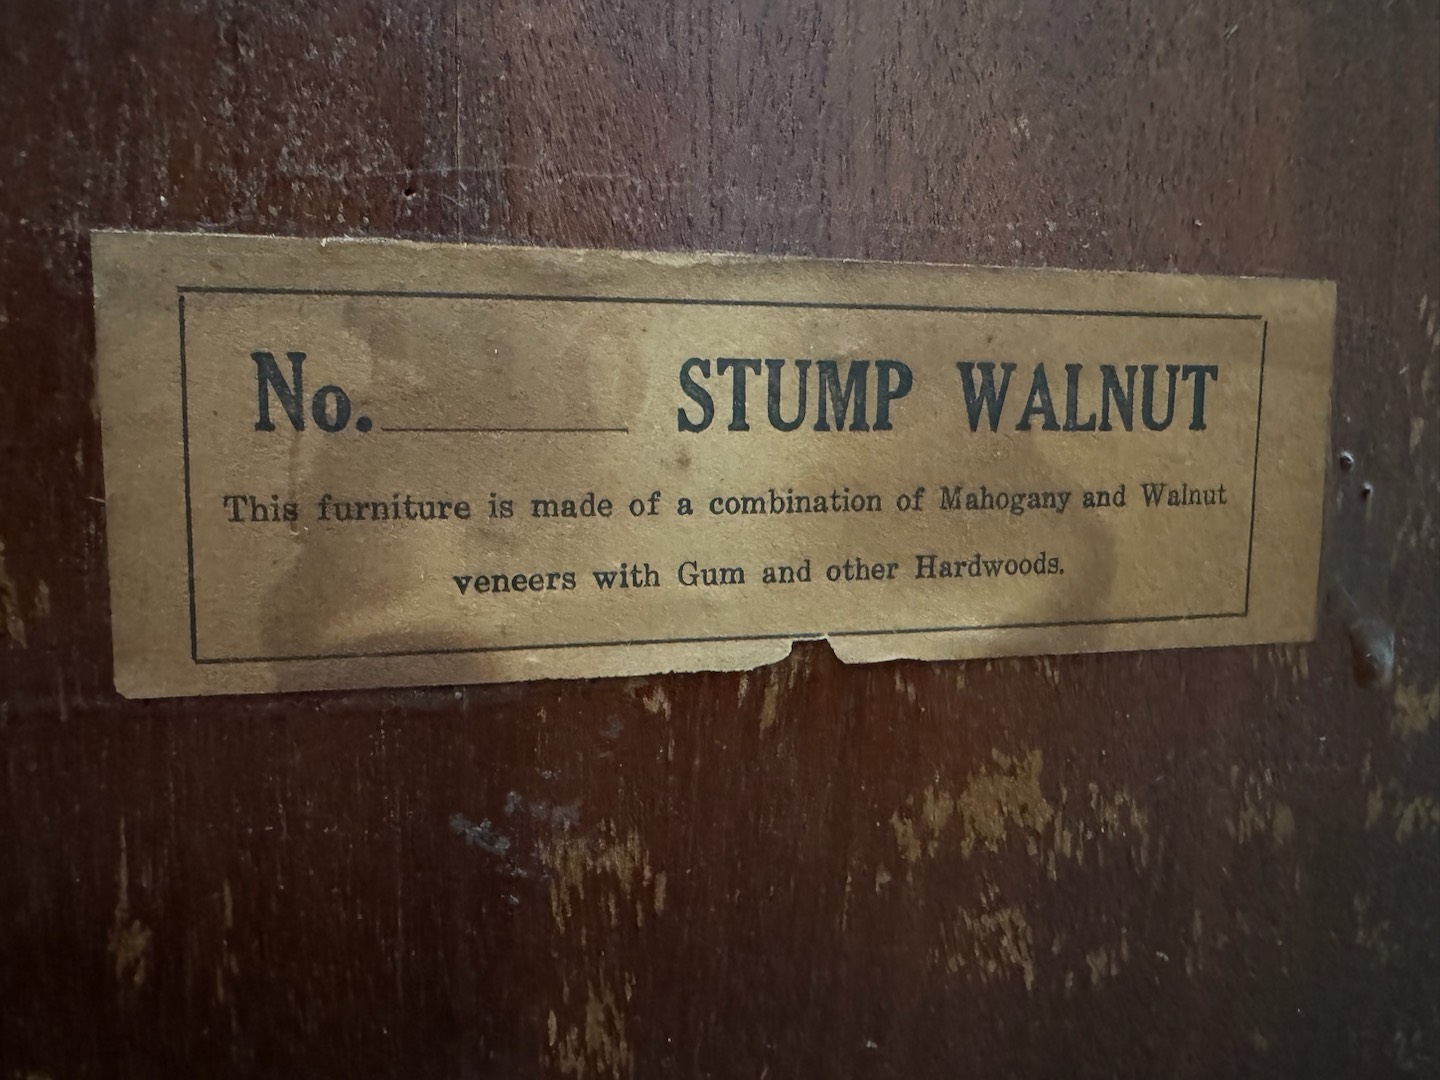 No.________ STUMP WALNUT
This furniture is made of a combination of Mahogany and Walnut
veneers with Gum and other Hardwoods.